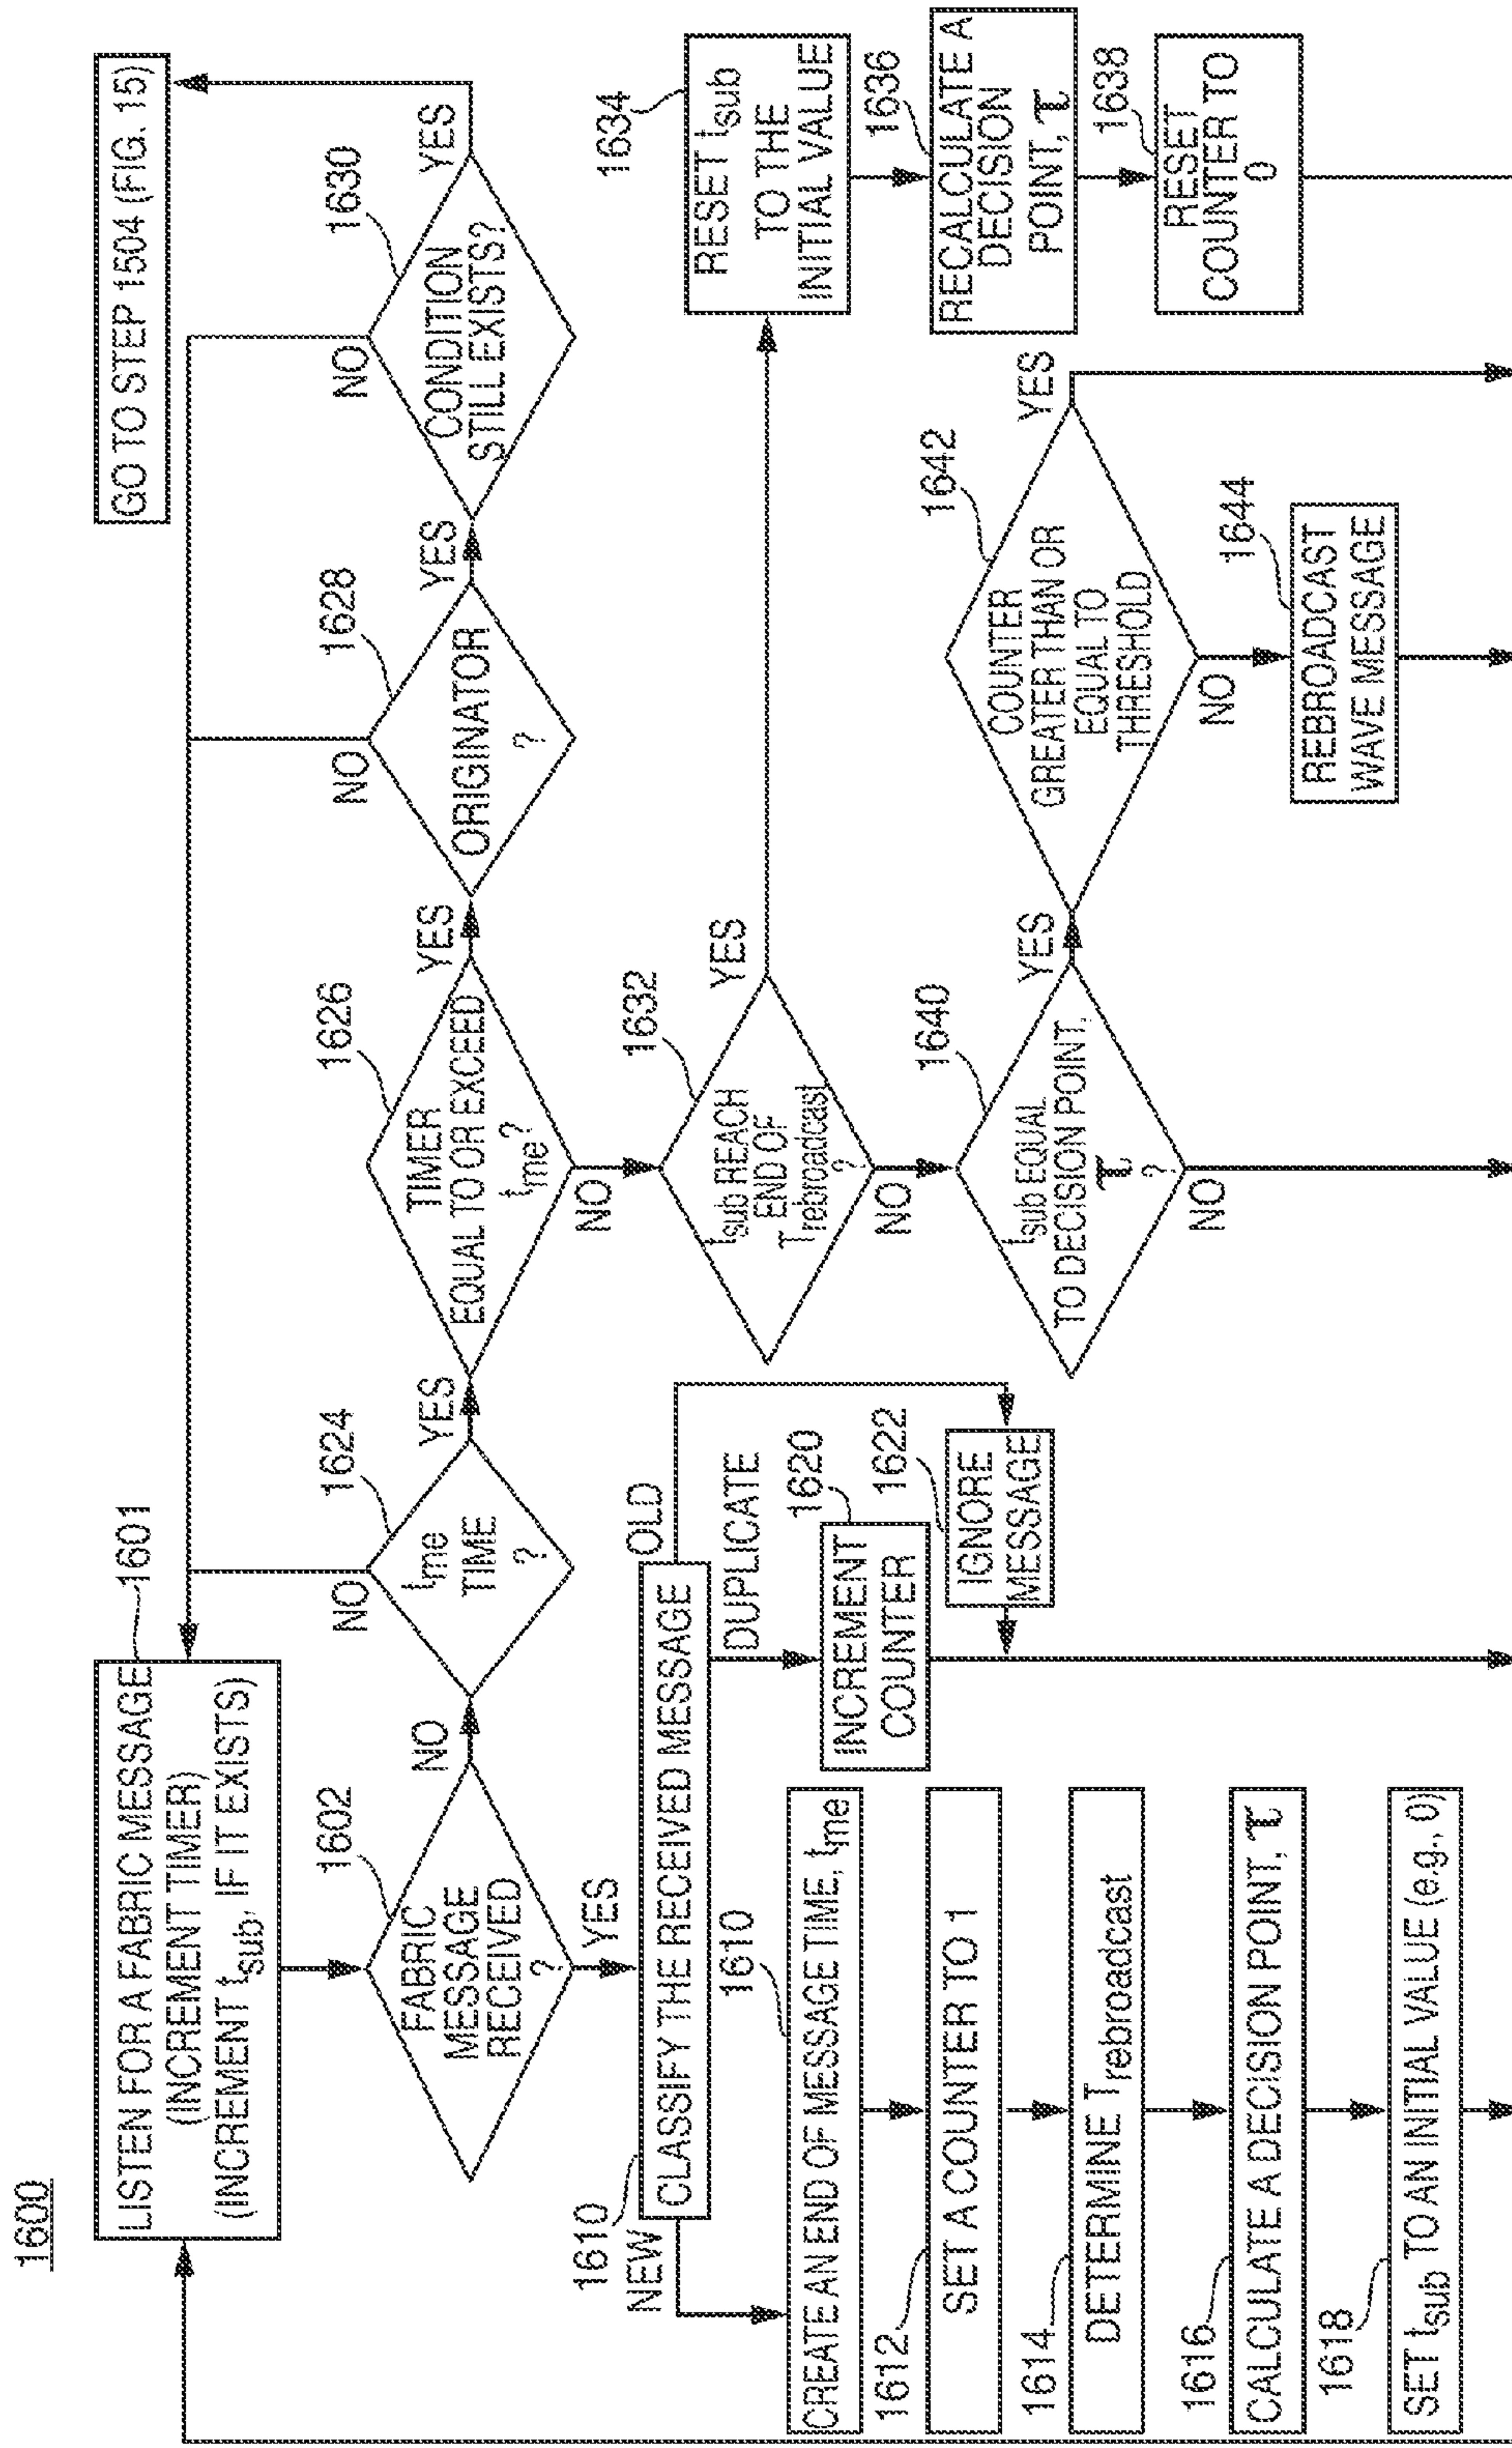 1600
LISTEN FOR A FABRIC MESSAGE
(INCREMENT TIMER)
(INCREMENT tsub, IF IT EXISTS)
1601
GO TO STEP 1504 (FIG. 15)
FABRIC
MESSAGE
RECEIVED
?
1602
NO
YES
tme
TIME
?
1624
NO
YES
TIMER
EQUAL TO OR EXCEED
tme?
1626
YES
NO
ORIGINATOR
?
1628
NO
YES
CONDITION
STILL EXISTS?
1630
NO
YES
1610
CLASSIFY THE RECEIVED MESSAGE
NEW
OLD
DUPLICATE
tsub REACH
END OF
Trebroadcast
?
1632
YES
NO
RESET tsub
TO THE
INITIAL VALUE
1634
CREATE AN END OF MESSAGE TIME, tme
1610
INCREMENT
COUNTER
1620
IGNORE
MESSAGE
1622
RECALCULATE A
DECISION
POINT, τ
1636
SET A COUNTER TO 1
1612
tsub EQUAL
TO DECISION POINT,
τ,
?
1640
YES
NO
COUNTER
GREATER THAN OR
EQUAL TO
THRESHOLD
1642
YES
NO
DETERMINE Trebroadcast
1614
RESET
COUNTER TO
0
1638
CALCULATE A DECISION POINT, τ
1616
REBROADCAST
WAVE MESSAGE
1644
SET tsub TO AN INITIAL VALUE (e.g., 0)
1618